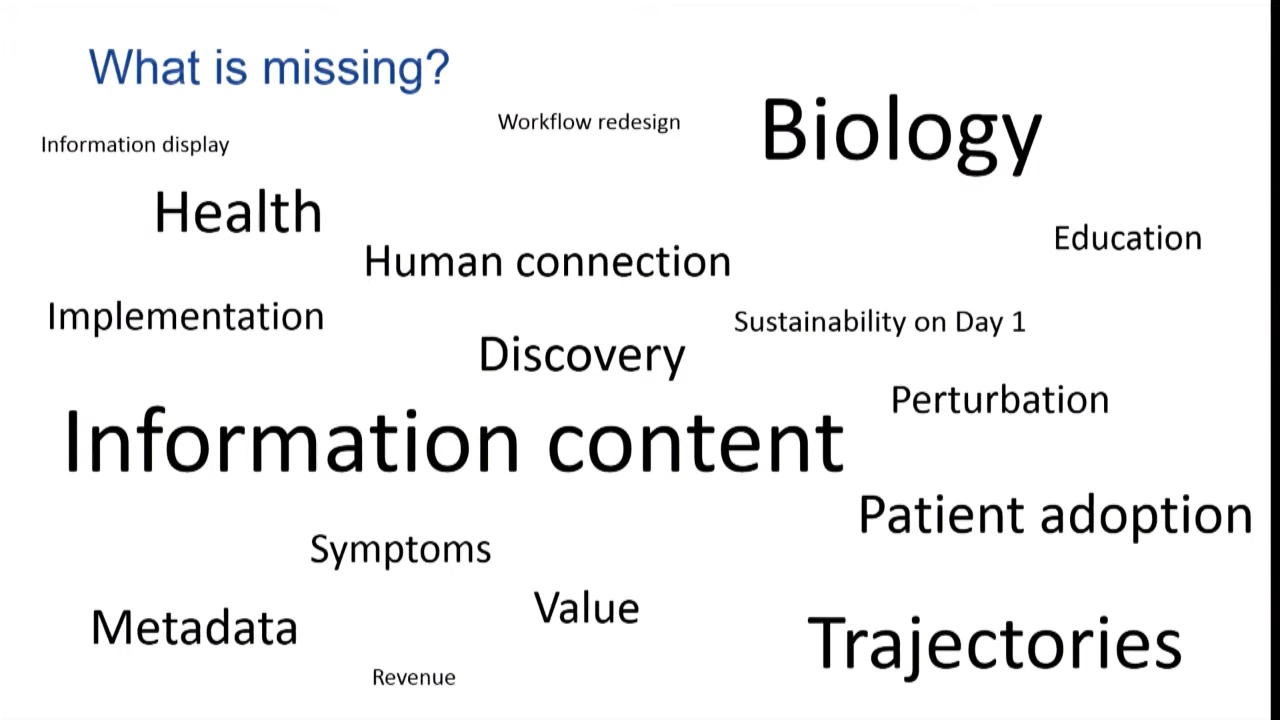 What is missing?
Workflow redesign
Biology
Information display
Health
Education
Human connection
Implementation
Sustainability on Day 1
Discovery
Perturbation
Information content
Patient adoption
Symptoms
Value
Metadata
Trajectories
Revenue